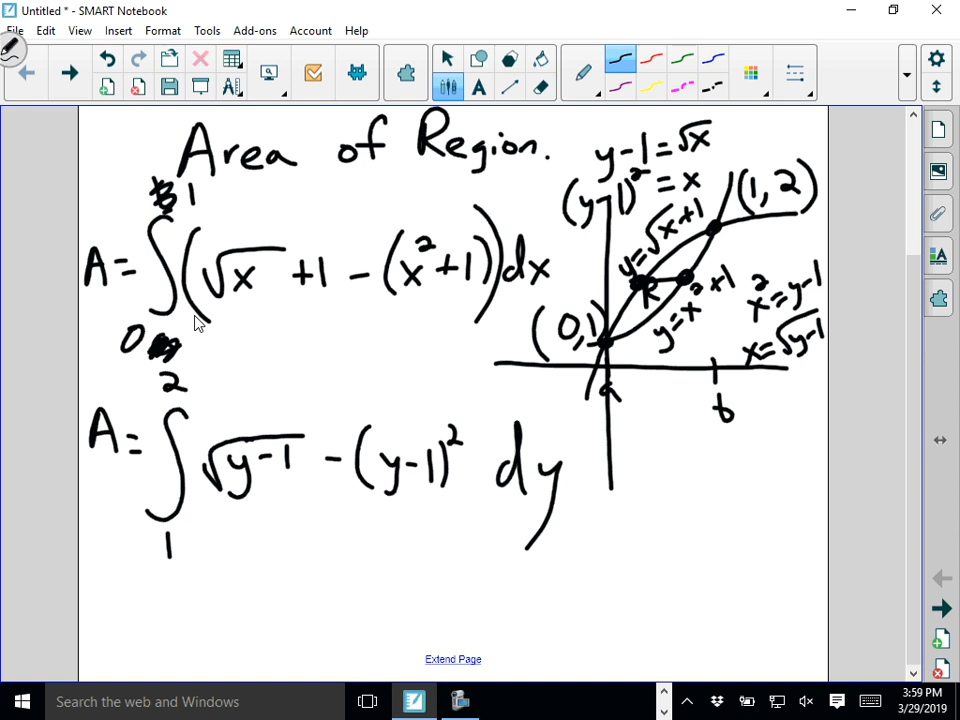 Untitled * - SMART Notebook
File Edit View Insert Format Tools Add-ons Account Help
Area of Region.
y-1=√x
(y-1)² = x
(1, 2)
y=√x+1
1
A = ∫ (√x +1 - (x²+1)) dx
0
y=x²+1
x²=y-1
x=√y-1
(0,1)
a
b
2
A = ∫ √y-1 - (y-1)² dy
1
Extend Page
Search the web and Windows
3:59 PM
3/29/2019